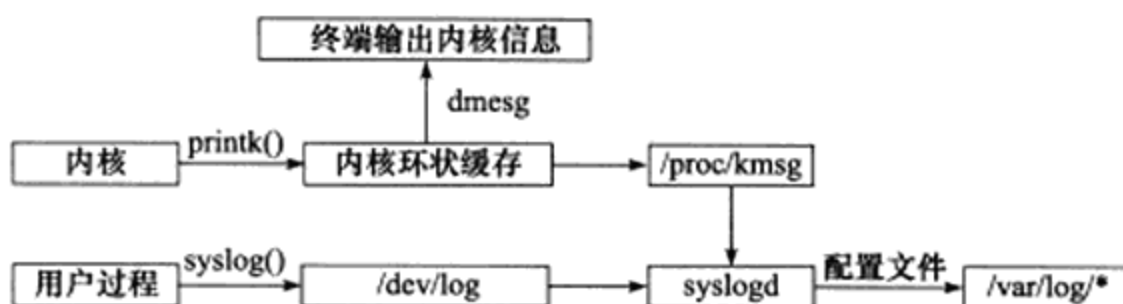 终端输出内核信息
dmesg
内核
printk()
内核环状缓存
/proc/kmsg
用户过程
syslog()
/dev/log
syslogd
配置文件
/var/log/*